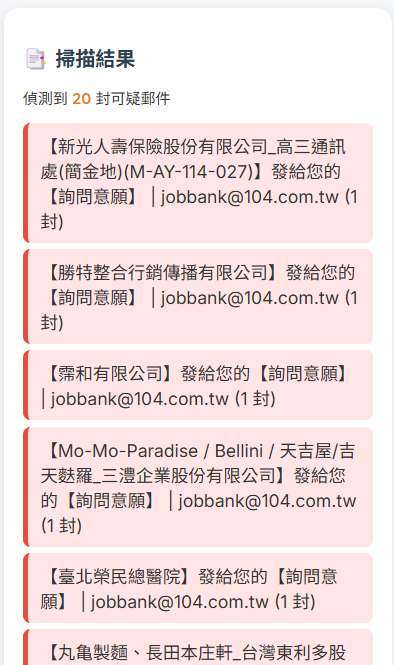 掃描結果
偵測到 20 封可疑郵件
【新光人壽保險股份有限公司_高三通訊
處(簡金地)(M-AY-114-027)】發給您的
【詢問意願】 | jobbank@104.com.tw (1
封)
【勝特整合行銷傳播有限公司】發給您的
【詢問意願】 | jobbank@104.com.tw (1
封)
【霈和有限公司】發給您的【詢問意願】
| jobbank@104.com.tw (1 封)
【Mo-Mo-Paradise / Bellini / 天吉屋/吉
天麩羅_三澧企業股份有限公司】發給您
的【詢問意願】 | jobbank@104.com.tw
(1 封)
【臺北榮民總醫院】發給您的【詢問意
願】 | jobbank@104.com.tw (1 封)
【丸亀製麵、長田本庄軒_台灣東利多股